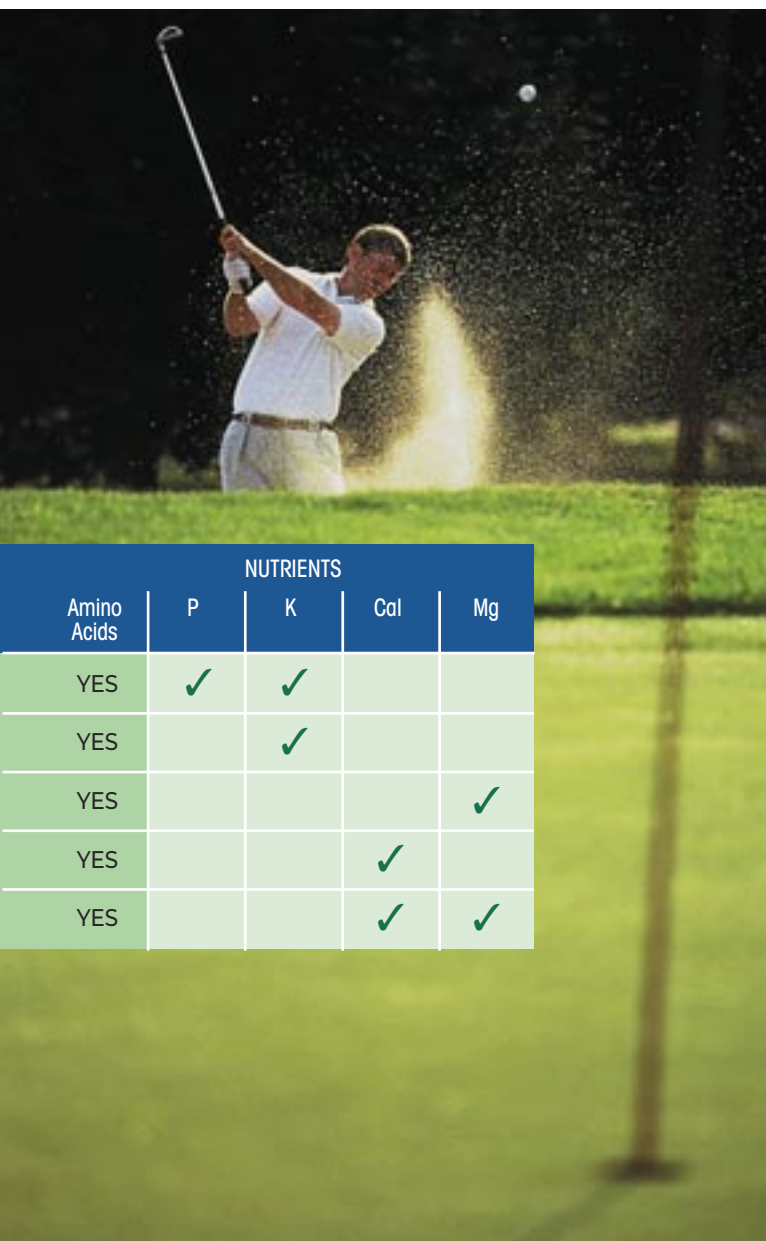 NUTRIENTS
Amino P K Cal Mg
Acids
YES ✓ ✓
YES ✓
YES ✓
YES ✓
YES ✓ ✓